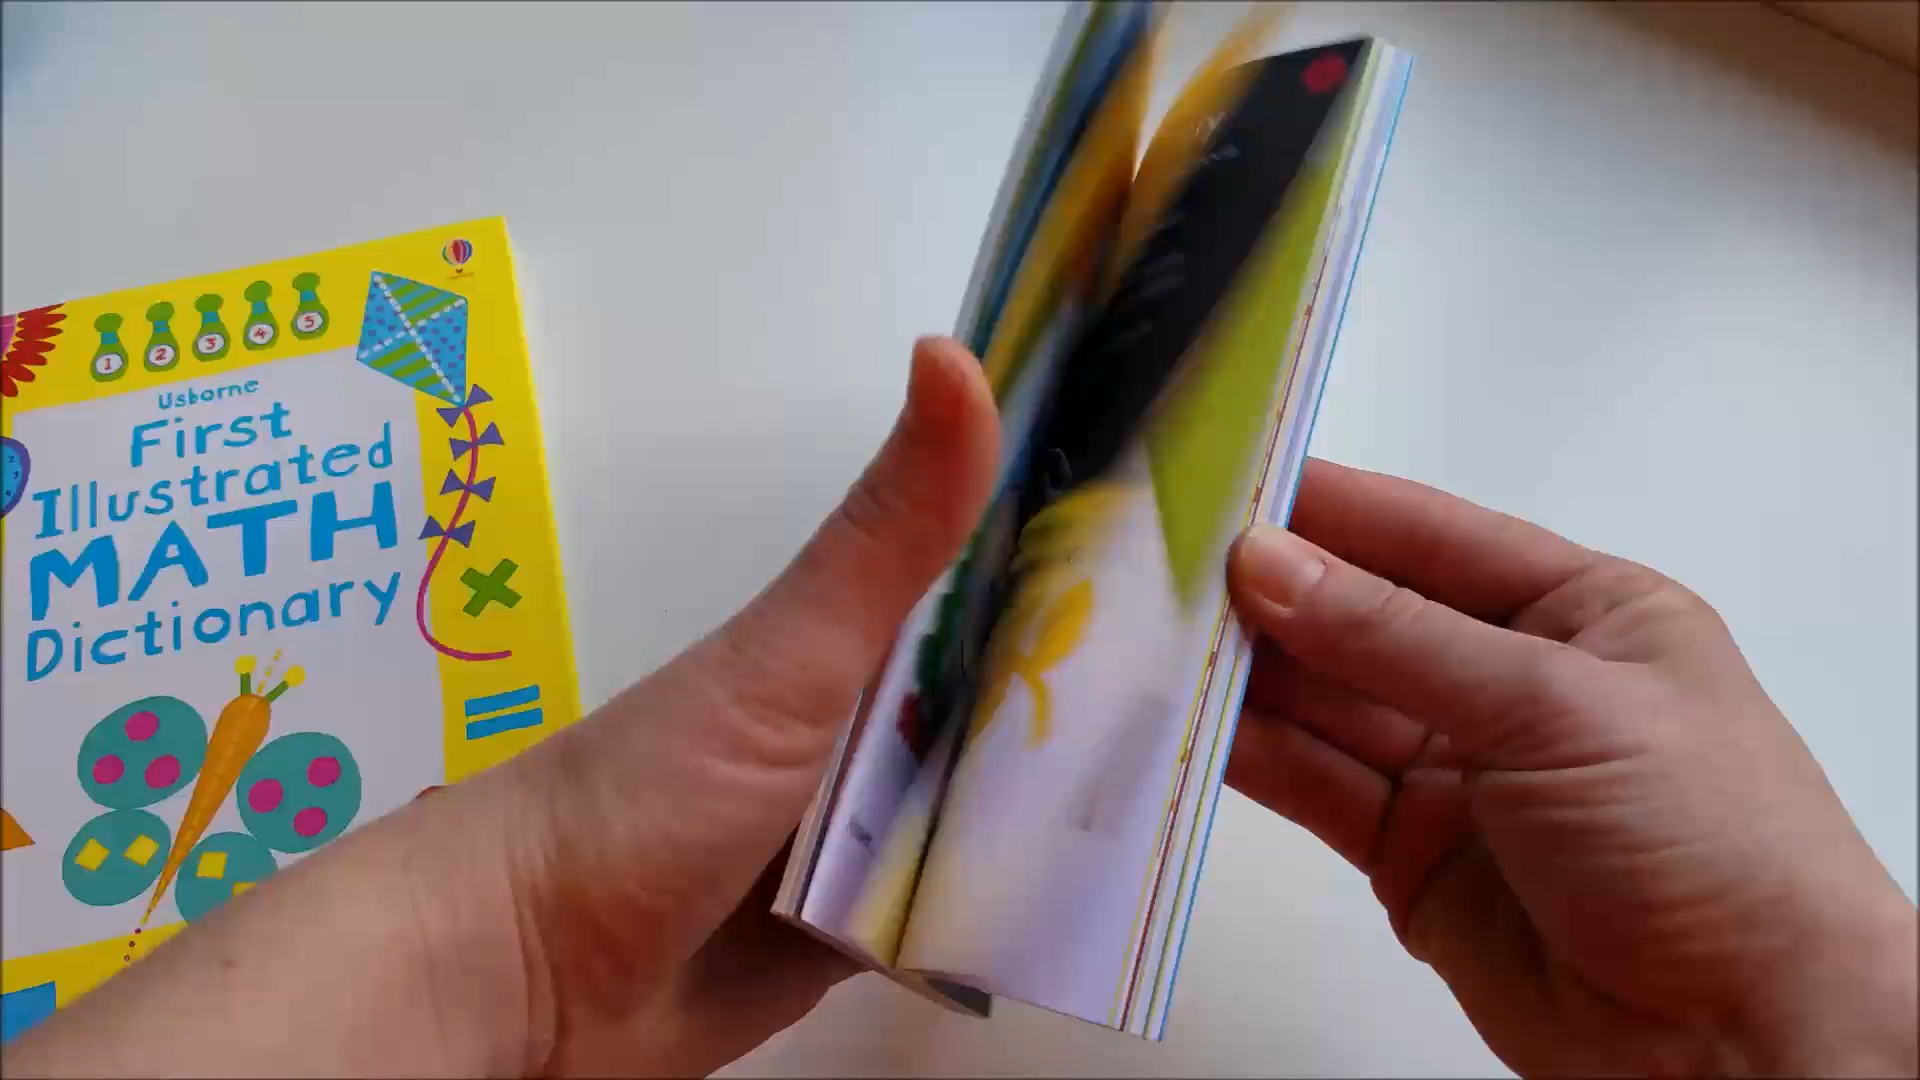 1 2 3 4 5
Usborne
First
Illustrated
MATH
Dictionary